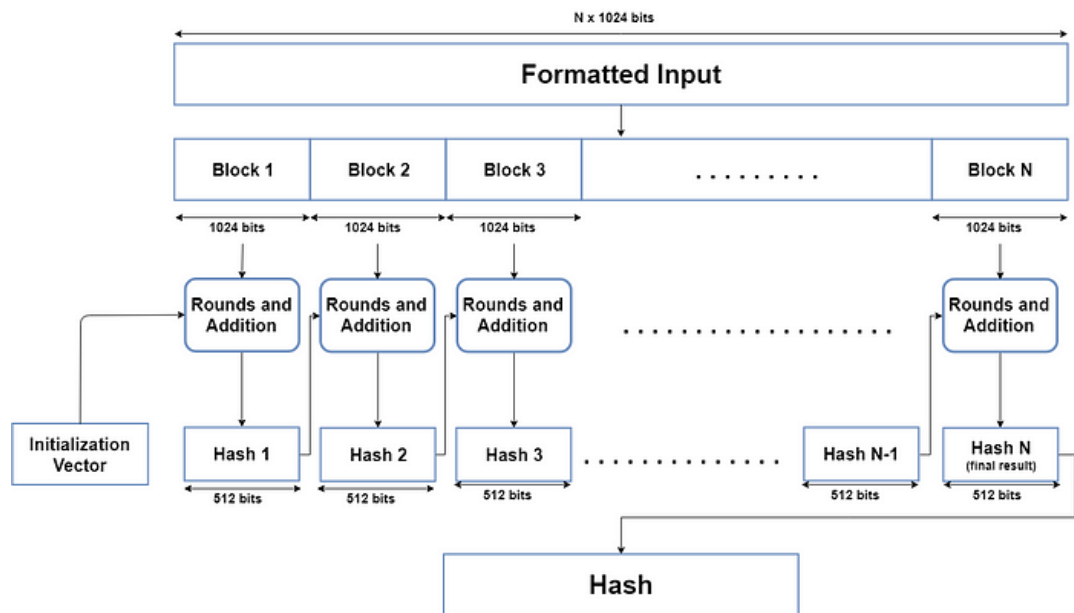 N x 1024 bits
Formatted Input
Block 1
Block 2
Block 3
. . . . . . . . .
Block N
1024 bits
1024 bits
1024 bits
1024 bits
Rounds and
Addition
Rounds and
Addition
Rounds and
Addition
. . . . . . . . . . . . . . . . . . . .
Rounds and
Addition
Initialization
Vector
Hash 1
Hash 2
Hash 3
. . . . . . . . . . . . . . .
Hash N-1
Hash N
(final result)
512 bits
512 bits
512 bits
512 bits
512 bits
Hash